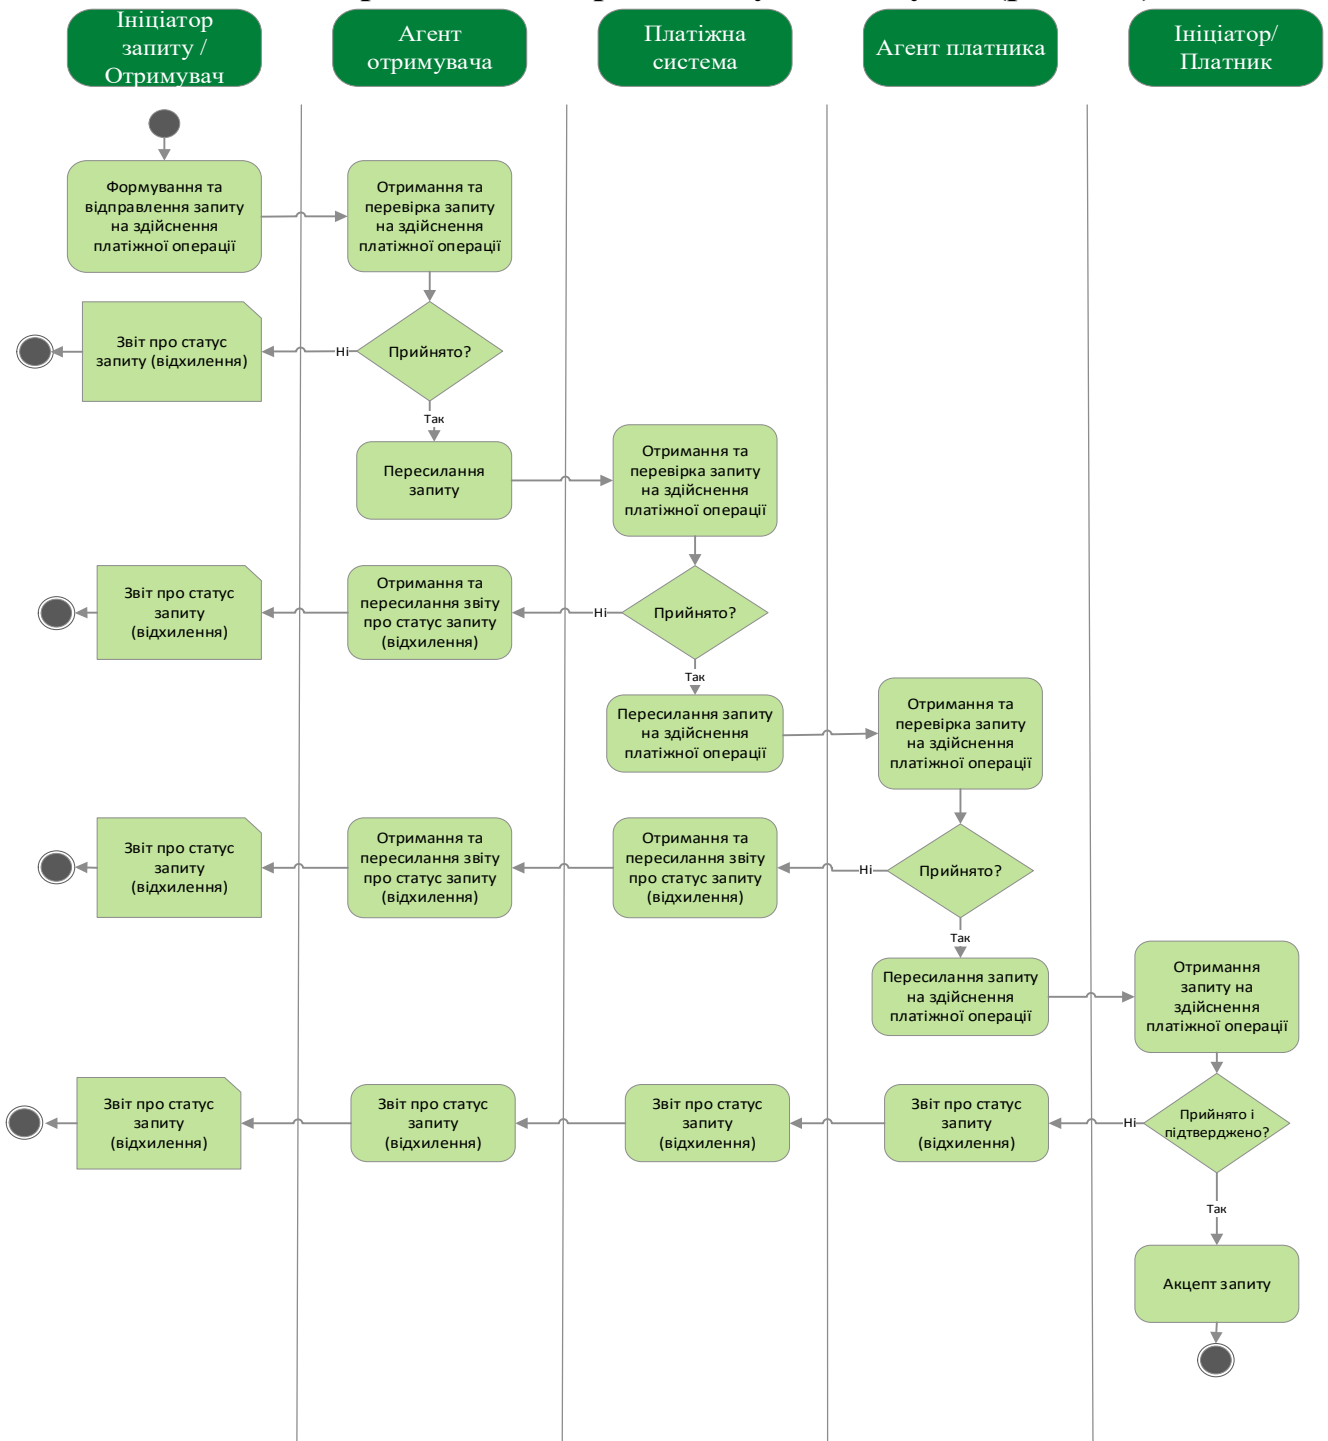 Ініціатор
запиту /
Отримувач
Агент
отримувача
Платіжна
система
Агент платника
Ініціатор/
Платник
Формування та
відправлення запиту
на здійснення
платіжної операції
Отримання та
перевірка запиту
на здійснення
платіжної операції
Звіт про статус
запиту (відхилення)
Ні
Прийнято?
Так
Пересилання
запиту
Отримання та
перевірка запиту
на здійснення
платіжної операції
Звіт про статус
запиту
(відхилення)
Отримання та
пересилання звіту
про статус запиту
(відхилення)
Ні
Прийнято?
Так
Пересилання запиту
на здійснення
платіжної операції
Отримання та
перевірка запиту
на здійснення
платіжної операції
Звіт про статус
запиту
(відхилення)
Отримання та
пересилання звіту
про статус запиту
(відхилення)
Отримання та
пересилання звіту
про статус запиту
(відхилення)
Ні
Прийнято?
Так
Пересилання запиту
на здійснення
платіжної операції
Отримання
запиту на
здійснення
платіжної операції
Звіт про статус
запиту
(відхилення)
Звіт про статус
запиту
(відхилення)
Звіт про статус
запиту
(відхилення)
Звіт про статус
запиту
(відхилення)
Ні
Прийнято і
підтверджено?
Так
Акцепт запиту